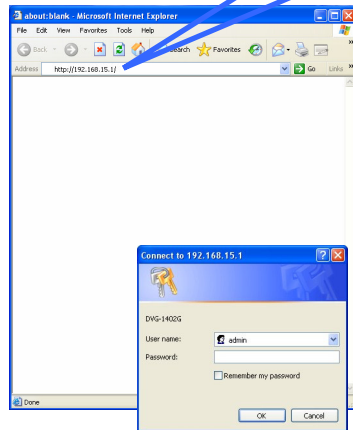 about:blank - Microsoft Internet Explorer
File Edit View Favorites Tools Help
Back Search Favorites
Address http://192.168.15.1/ Go Links
Connect to 192.168.15.1
DVG-1402G
User name: admin
Password:
Remember my password
OK Cancel
Done